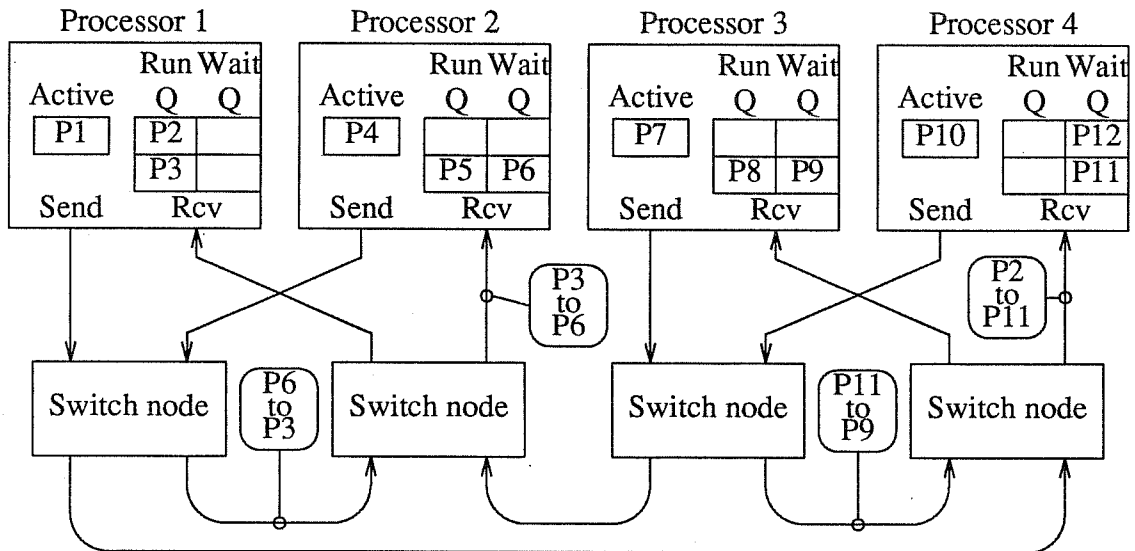 Processor 1
Processor 2
Processor 3
Processor 4
Run Wait
Active Q Q
P1 P2
P3
Send Rcv
Run Wait
Active Q Q
P4
P5 P6
Send Rcv
Run Wait
Active Q Q
P7
P8 P9
Send Rcv
Run Wait
Active Q Q
P10 P12
P11
Send Rcv
P3
to
P6
P2
to
P11
Switch node
P6
to
P3
Switch node
Switch node
P11
to
P9
Switch node